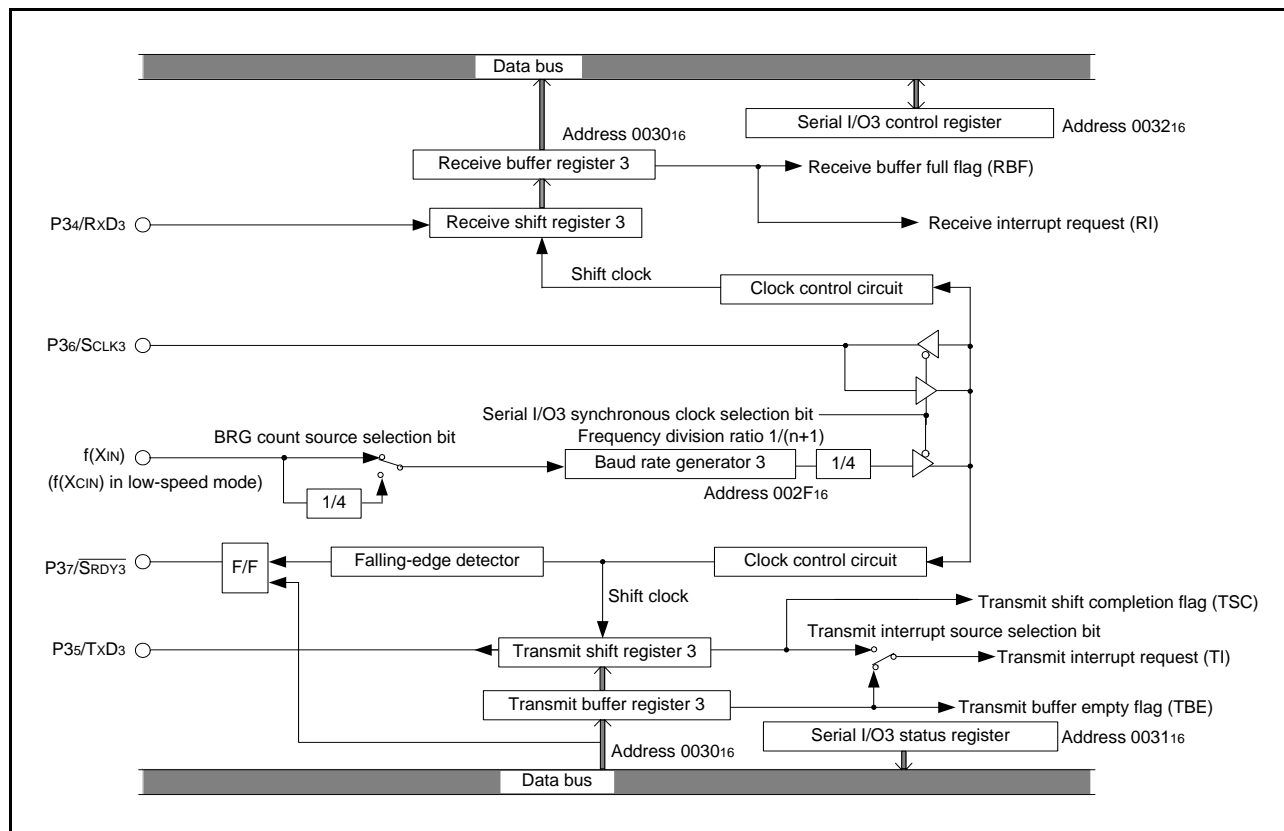 Data bus
Address 003016
Serial I/O3 control register
Address 003216
Receive buffer register 3
Receive buffer full flag (RBF)
P34/RXD3
Receive shift register 3
Receive interrupt request (RI)
Shift clock
Clock control circuit
P36/SCLK3
Serial I/O3 synchronous clock selection bit
BRG count source selection bit
Frequency division ratio 1/(n+1)
f(XIN)
Baud rate generator 3
1/4
(f(XCIN) in low-speed mode)
1/4
Address 002F16
P37/SRDY3
F/F
Falling-edge detector
Clock control circuit
Shift clock
Transmit shift completion flag (TSC)
Transmit interrupt source selection bit
P35/TXD3
Transmit shift register 3
Transmit interrupt request (TI)
Transmit buffer register 3
Transmit buffer empty flag (TBE)
Address 003016
Serial I/O3 status register
Address 003116
Data bus